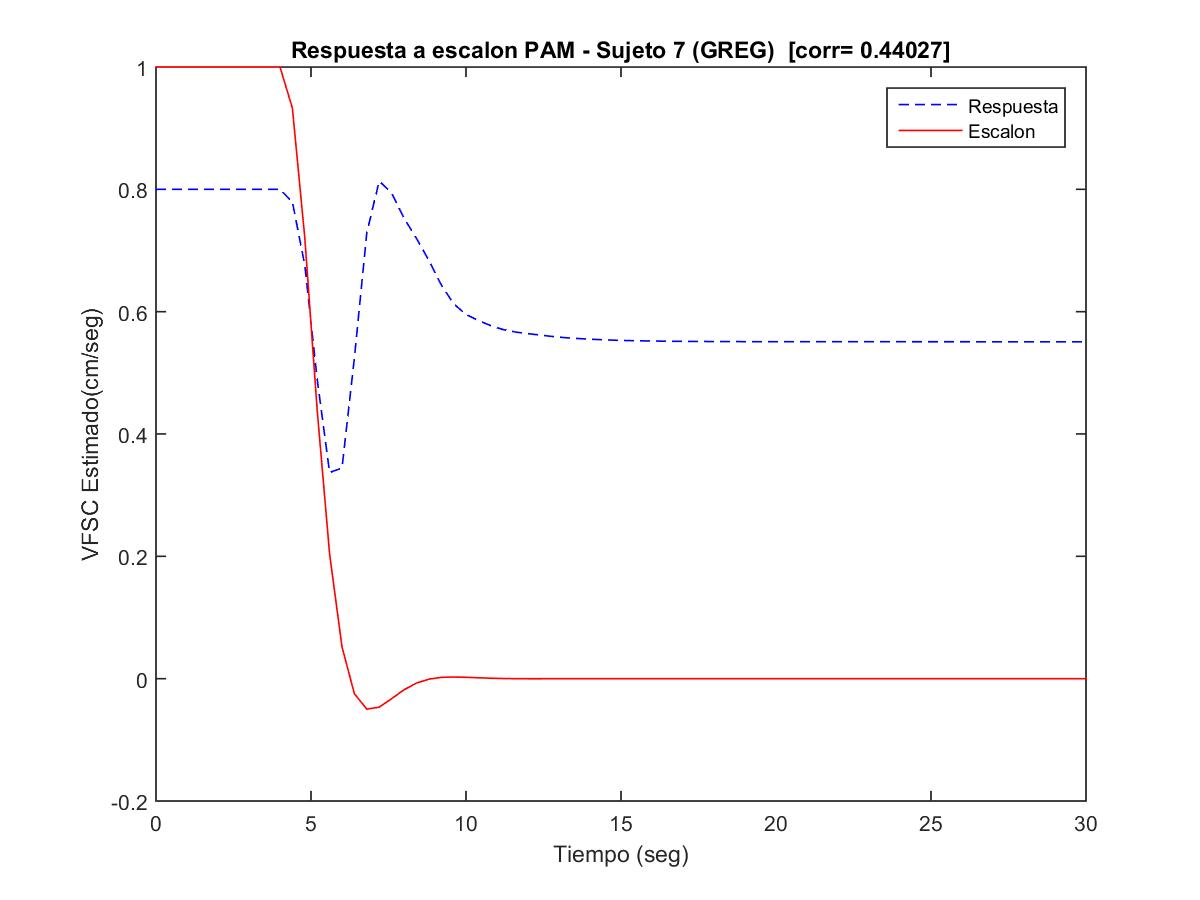 Respuesta a escalon PAM - Sujeto 7 (GREG)  [corr= 0.44027]
Respuesta
Escalon
VFSC Estimado(cm/seg)
1
0.8
0.6
0.4
0.2
0
-0.2
0 5 10 15 20 25 30
Tiempo (seg)